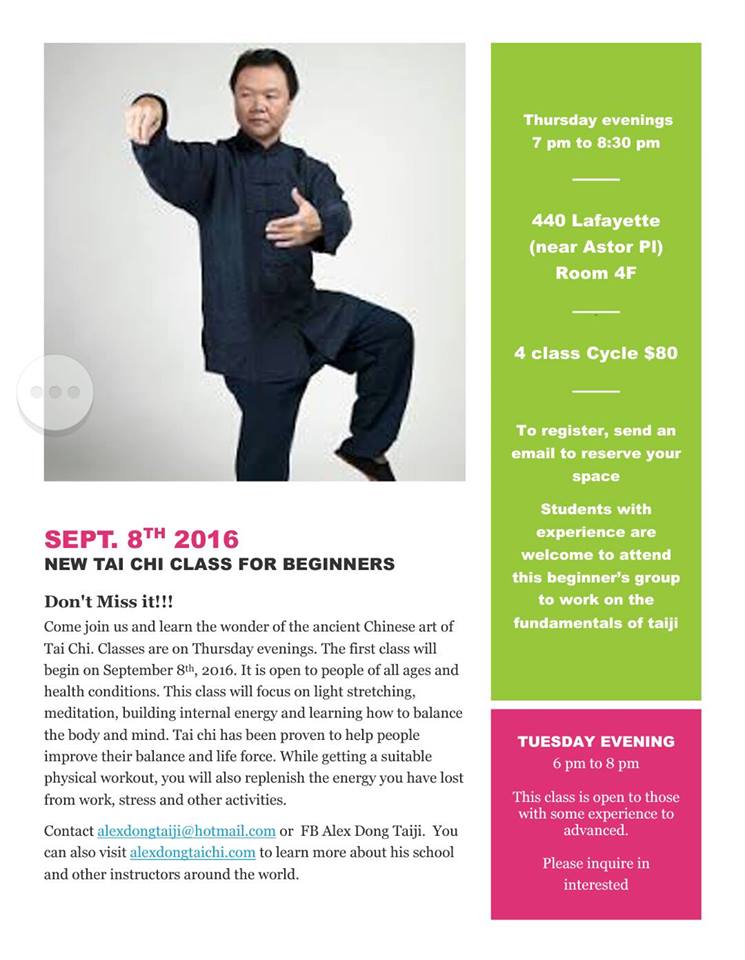 Thursday evenings
7 pm to 8:30 pm
440 Lafayette
(near Astor Pl)
Room 4F
4 class Cycle $80
To register, send an
email to reserve your
space
Students with
experience are
welcome to attend
this beginner's group
to work on the
fundamentals of taiji
SEPT. 8TH 2016
NEW TAI CHI CLASS FOR BEGINNERS
Don't Miss it!!!
Come join us and learn the wonder of the ancient Chinese art of
Tai Chi. Classes are on Thursday evenings. The first class will
begin on September 8th, 2016. It is open to people of all ages and
health conditions. This class will focus on light stretching,
meditation, building internal energy and learning how to balance
the body and mind. Tai chi has been proven to help people
improve their balance and life force. While getting a suitable
physical workout, you will also replenish the energy you have lost
from work, stress and other activities.
Contact alexdongtaiji@hotmail.com or FB Alex Dong Taiji. You
can also visit alexdongtaichi.com to learn more about his school
and other instructors around the world.
TUESDAY EVENING
6 pm to 8 pm
This class is open to those
with some experience to
advanced.
Please inquire in
interested